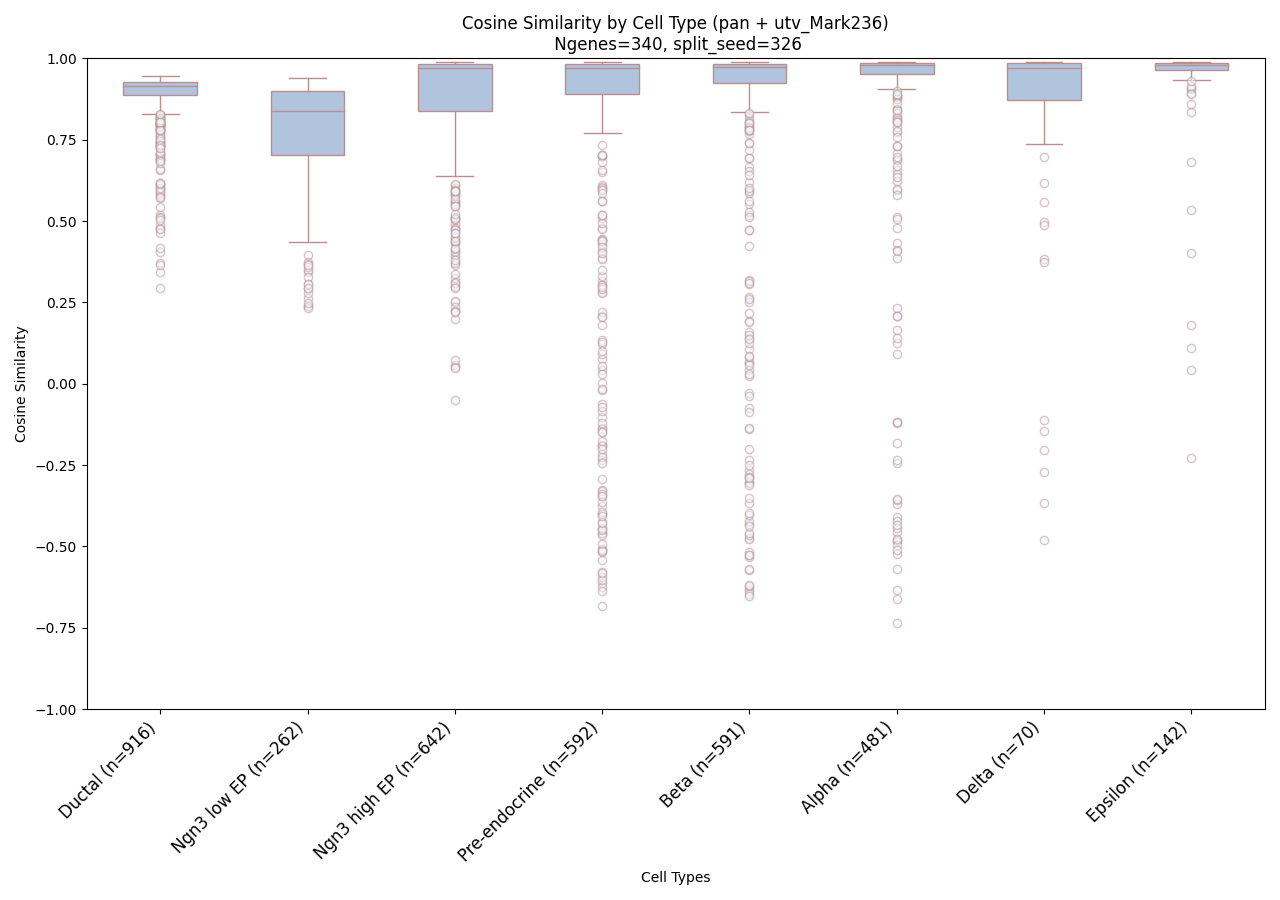 Cosine Similarity by Cell Type (pan + utv_Mark236)
Ngenes=340, split_seed=326
1.00
0.75
0.50
0.25
0.00
−0.25
−0.50
−0.75
−1.00
Cosine Similarity
Ductal (n=916)
Ngn3 low EP (n=262)
Ngn3 high EP (n=642)
Pre-endocrine (n=592)
Beta (n=591)
Alpha (n=481)
Delta (n=70)
Epsilon (n=142)
Cell Types